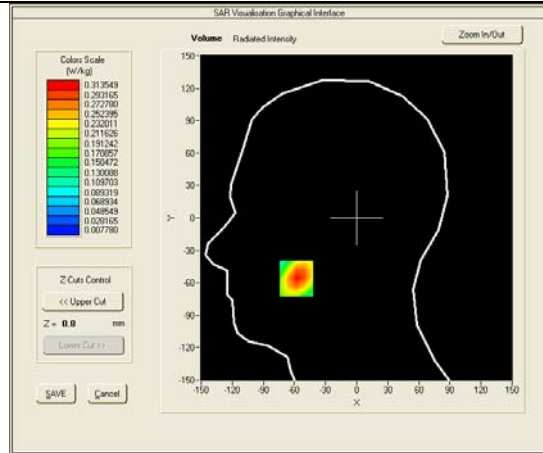 SAR Visualisation Graphical Interface
Volume Radiated Intensity
Zoom In/Out
Colors Scale
(W/kg)
0.313549
0.293165
0.272780
0.252395
0.232011
0.211626
0.191242
0.170857
0.150472
0.130088
0.109703
0.089319
0.068934
0.048549
0.028165
0.007780
Z-Cuts Control
<< Upper Cut
Z = 0.0 mm
Lower Cut >>
SAVE Cancel
150-
120-
90-
60-
30-
Y 0-
-30-
-60-
-90-
-120-
-150-
-150 -120 -90 -60 -30 0 30 60 90 120 150
X